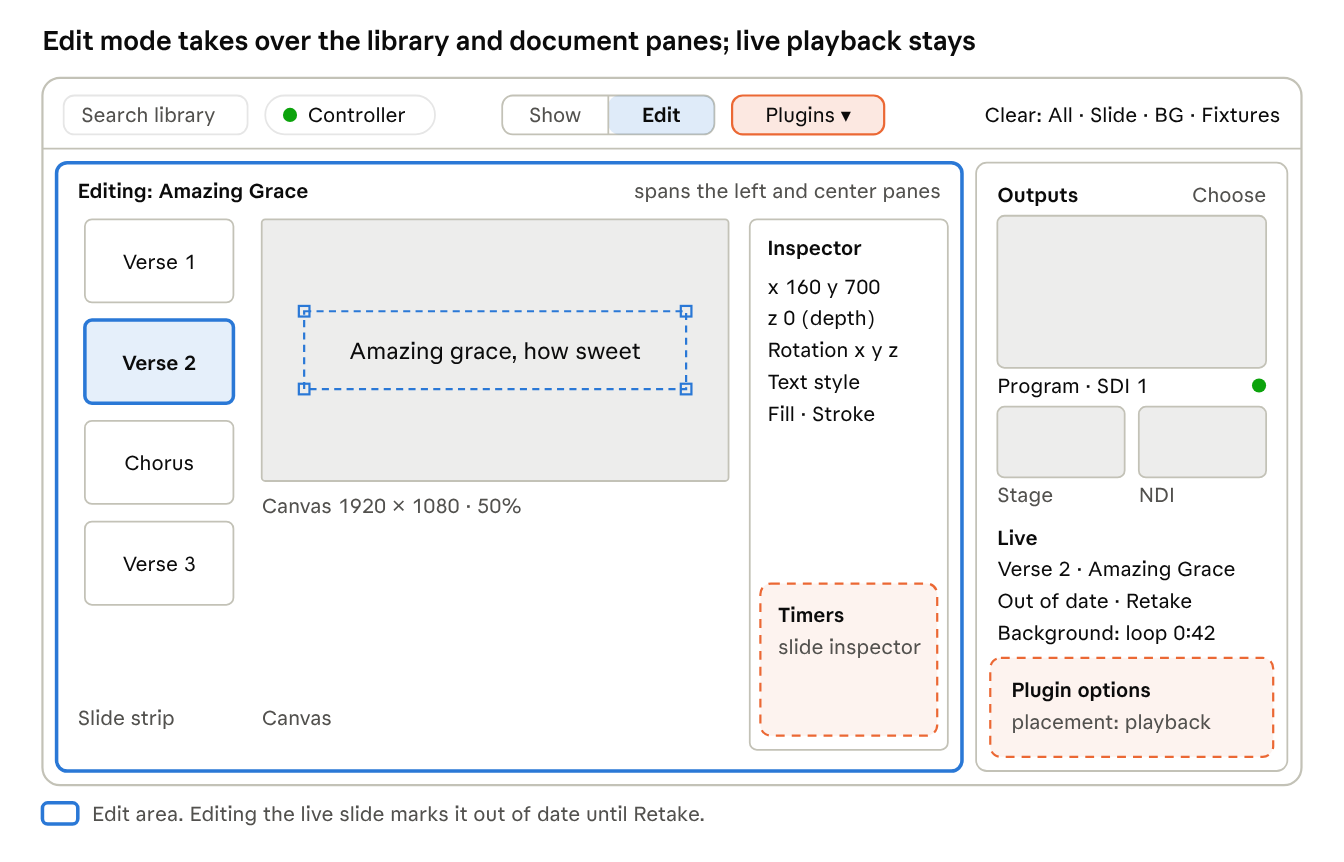 Edit mode takes over the library and document panes; live playback stays
Search library
Controller
Show
Edit
Plugins ▾
Clear: All · Slide · BG · Fixtures
Editing: Amazing Grace
spans the left and center panes
Verse 1
Verse 2
Chorus
Verse 3
Slide strip
Amazing grace, how sweet
Canvas 1920 × 1080 · 50%
Canvas
Inspector
x 160 y 700
z 0 (depth)
Rotation x y z
Text style
Fill · Stroke
Timers
slide inspector
Outputs
Choose
Program · SDI 1
Stage
NDI
Live
Verse 2 · Amazing Grace
Out of date · Retake
Background: loop 0:42
Plugin options
placement: playback
Edit area. Editing the live slide marks it out of date until Retake.